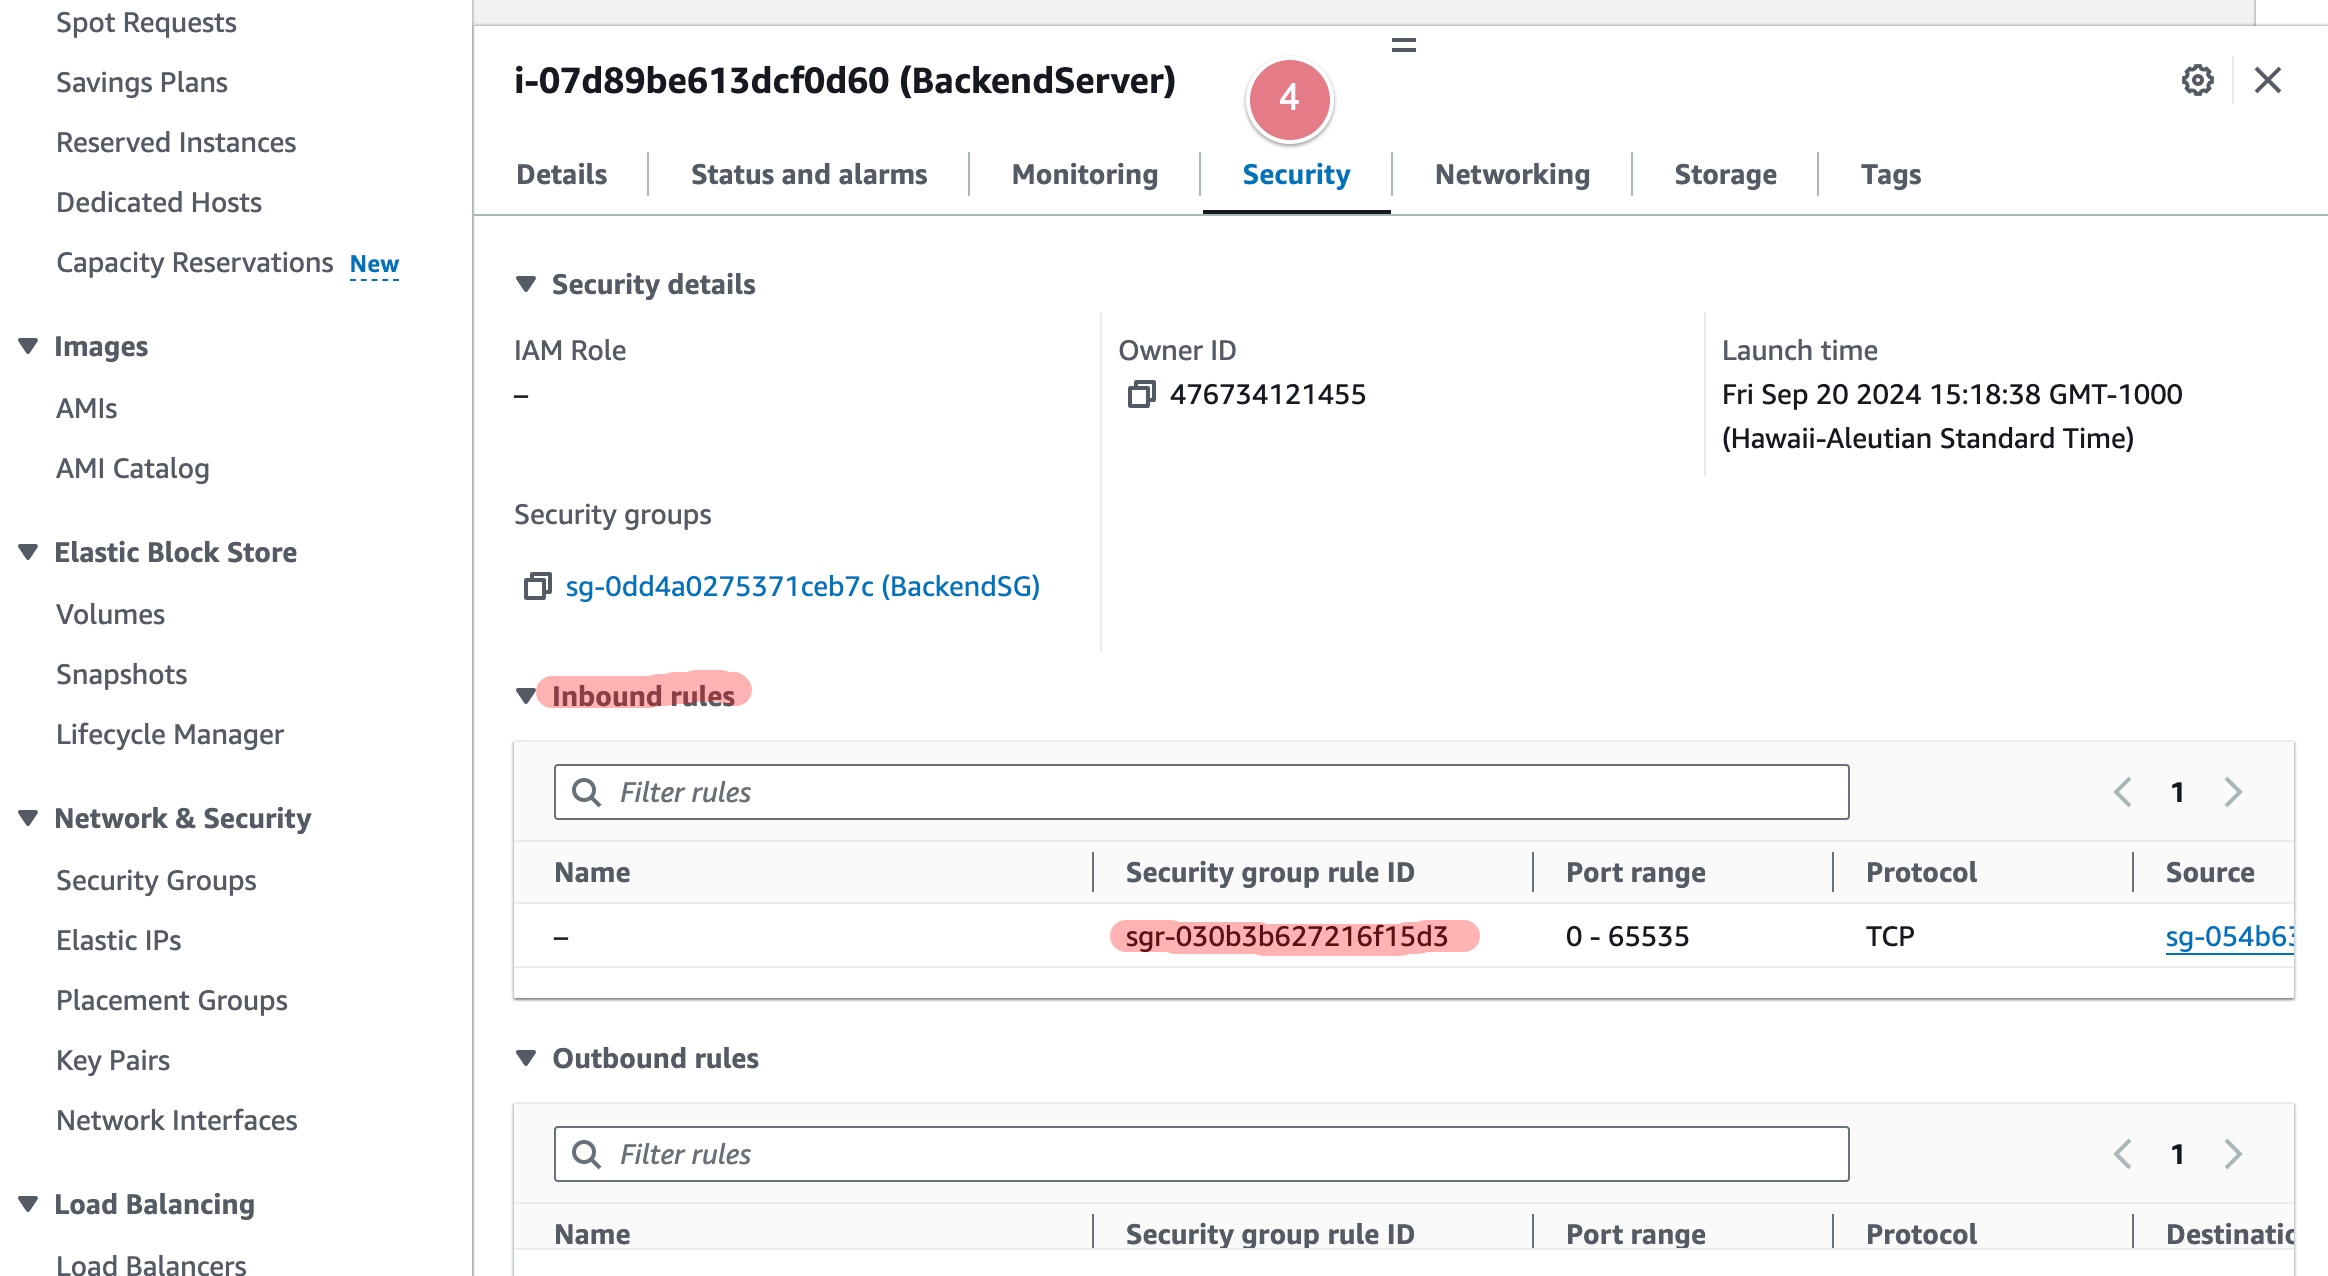 Spot Requests
Savings Plans
Reserved Instances
Dedicated Hosts
Capacity Reservations New
Images
AMIs
AMI Catalog
Elastic Block Store
Volumes
Snapshots
Lifecycle Manager
Network & Security
Security Groups
Elastic IPs
Placement Groups
Key Pairs
Network Interfaces
Load Balancing
Load Balancers
i-07d89be613dcf0d60 (BackendServer)
4
Details Status and alarms Monitoring Security Networking Storage Tags
Security details
IAM Role
–
Owner ID
476734121455
Launch time
Fri Sep 20 2024 15:18:38 GMT-1000
(Hawaii-Aleutian Standard Time)
Security groups
sg-0dd4a0275371ceb7c (BackendSG)
Inbound rules
Filter rules
1
Name Security group rule ID Port range Protocol Source
– sgr-030b3b627216f15d3 0 - 65535 TCP sg-054b63
Outbound rules
Filter rules
1
Name Security group rule ID Port range Protocol Destinatio